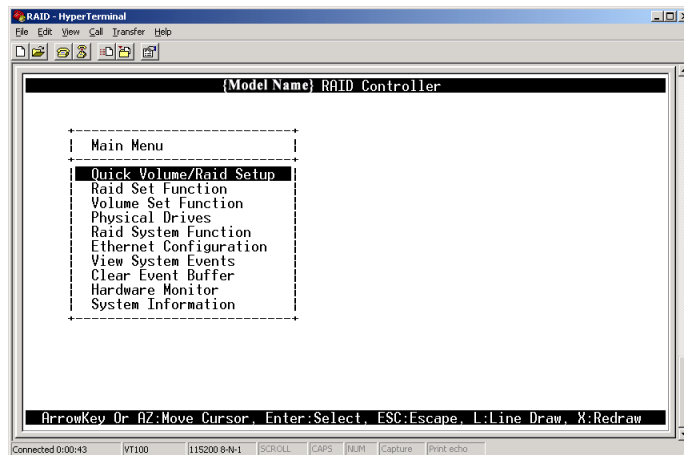 RAID - HyperTerminal
File Edit View Call Transfer Help
{Model Name} RAID Controller
Main Menu
Quick Volume/Raid Setup
Raid Set Function
Volume Set Function
Physical Drives
Raid System Function
Ethernet Configuration
View System Events
Clear Event Buffer
Hardware Monitor
System Information
ArrowKey Or AZ:Move Cursor, Enter:Select, ESC:Escape, L:Line Draw, X:Redraw
Connected 0:00:43 VT100 115200 8-N-1 SCROLL CAPS NUM Capture Print echo